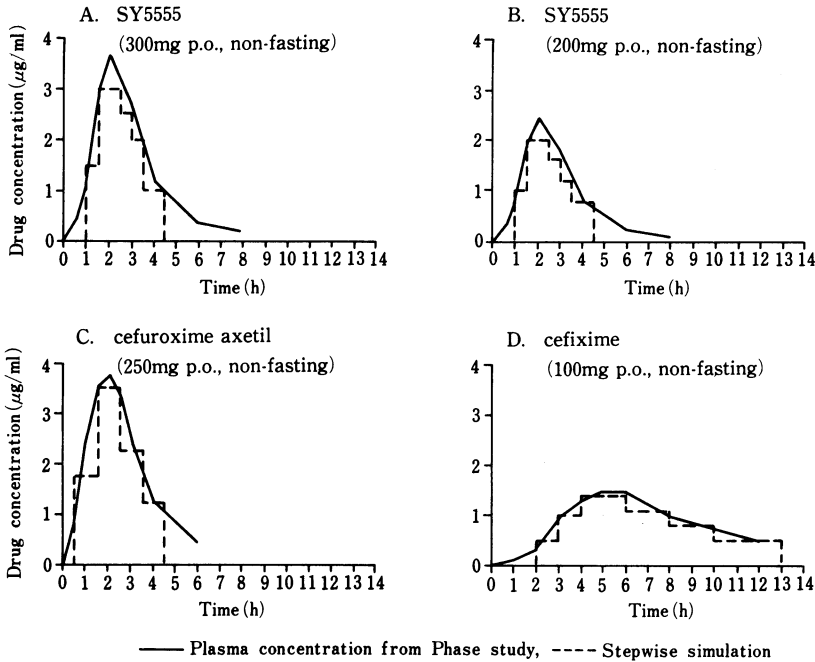 A. SY5555
(300mg p.o., non-fasting)
Drug concentration (μg/ml)
4
3
2
1
0
0 1 2 3 4 5 6 7 8 9 10 11 12 13 14
Time (h)
B. SY5555
(200mg p.o., non-fasting)
4
3
2
1
0
0 1 2 3 4 5 6 7 8 9 10 11 12 13 14
Time (h)
C. cefuroxime axetil
(250mg p.o., non-fasting)
Drug concentration (μg/ml)
4
3
2
1
0
0 1 2 3 4 5 6 7 8 9 10 11 12 13 14
Time (h)
D. cefixime
(100mg p.o., non-fasting)
4
3
2
1
0
0 1 2 3 4 5 6 7 8 9 10 11 12 13 14
Time (h)
Plasma concentration from Phase study, Stepwise simulation